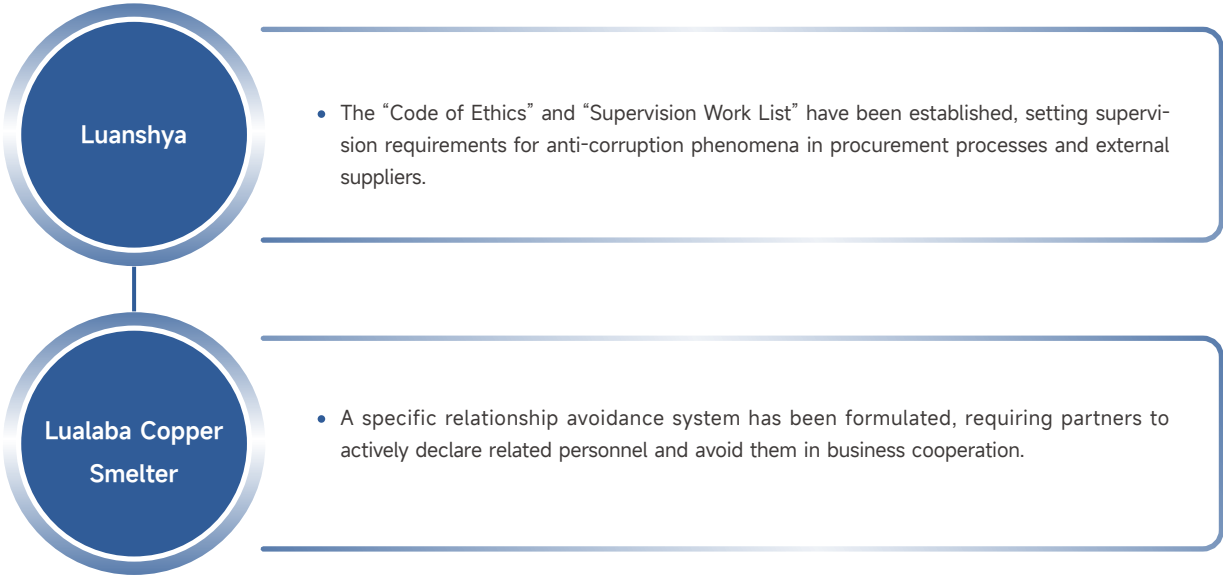 Luanshya
The “Code of Ethics” and “Supervision Work List” have been established, setting supervi-
sion requirements for anti-corruption phenomena in procurement processes and external
suppliers.
Lualaba Copper
Smelter
A specific relationship avoidance system has been formulated, requiring partners to
actively declare related personnel and avoid them in business cooperation.